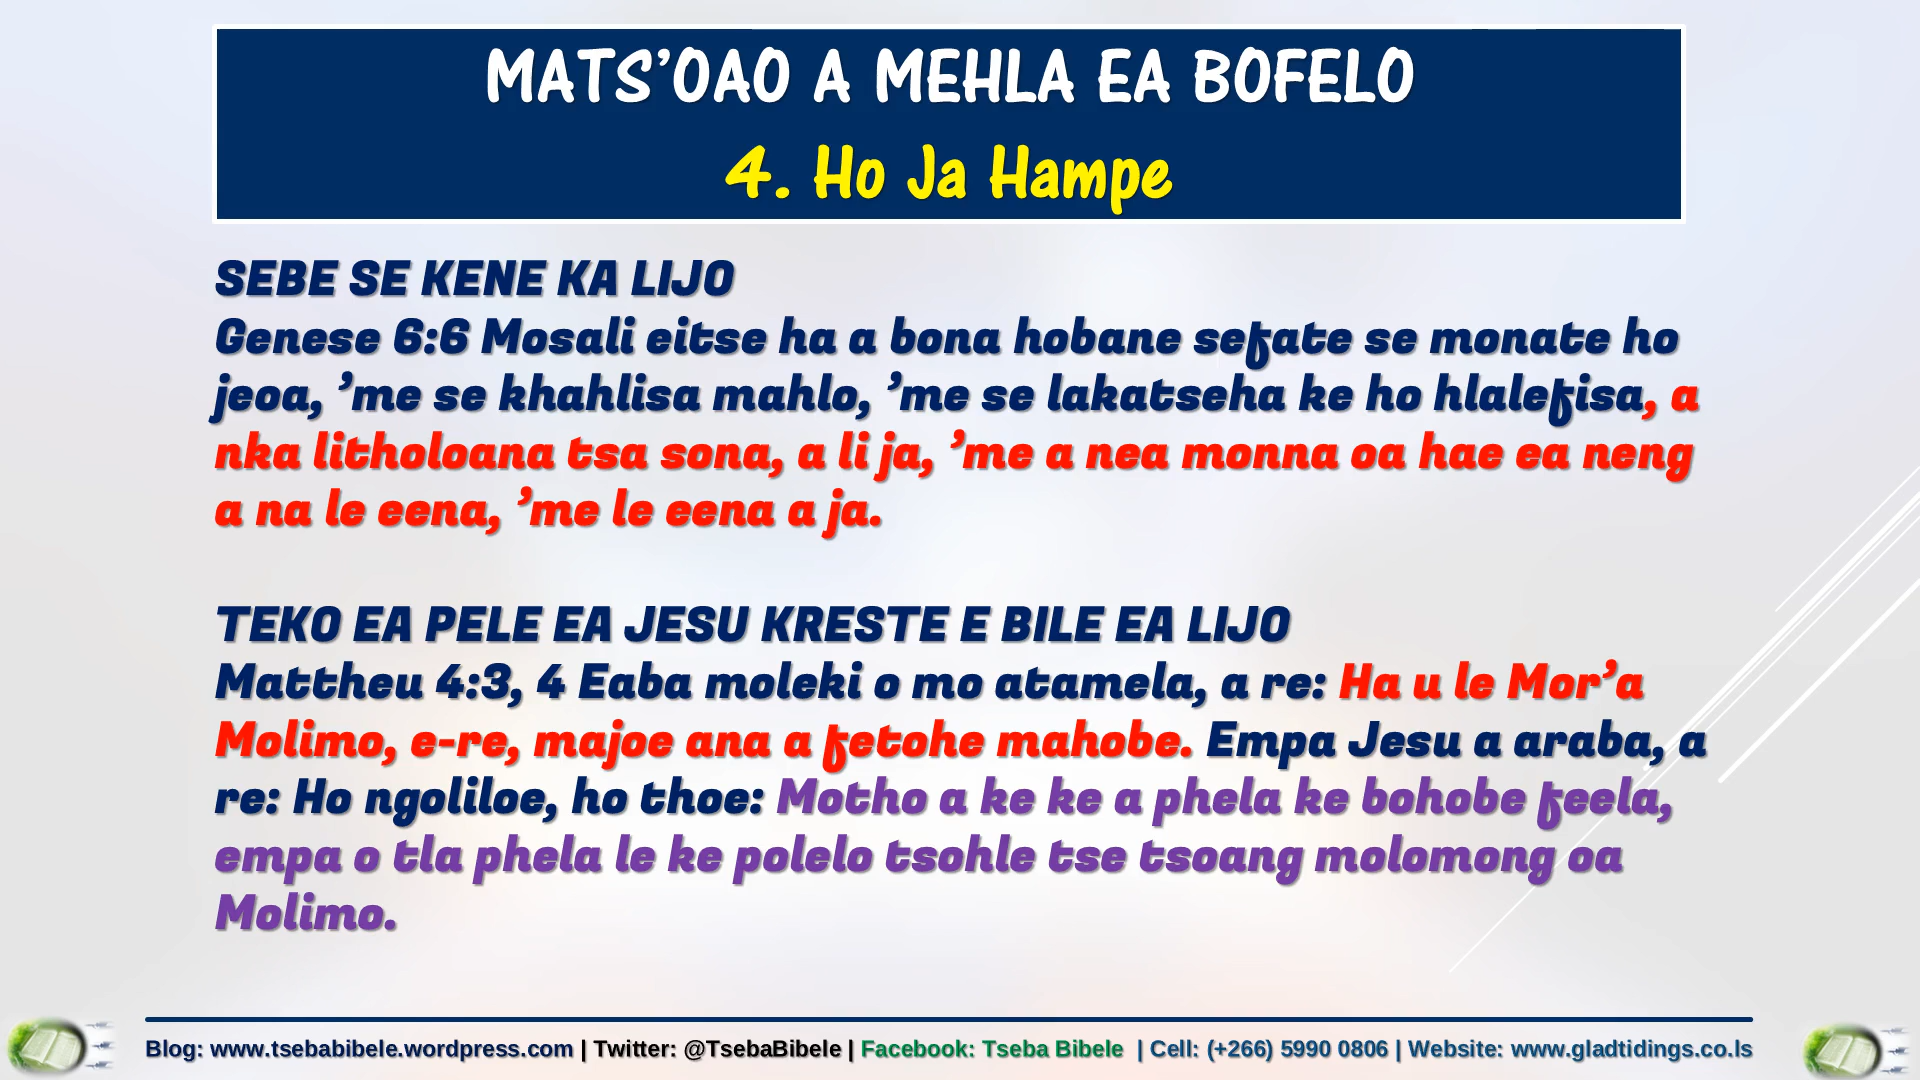 MATS’OAO A MEHLA EA BOFELO
4. Ho Ja Hampe
SEBE SE KENE KA LIJO
Genese 6:6 Mosali eitse ha a bona hobane sefate se monate ho
jeoa, ’me se khahlisa mahlo, ’me se lakatseha ke ho hlalefisa, a
nka litholoana tsa sona, a li ja, ’me a nea monna oa hae ea neng
a na le eena, ’me le eena a ja.
TEKO EA PELE EA JESU KRESTE E BILE EA LIJO
Mattheu 4:3, 4 Eaba moleki o mo atamela, a re: Ha u le Mor’a
Molimo, e-re, majoe ana a fetohe mahobe. Empa Jesu a araba, a
re: Ho ngoliloe, ho thoe: Motho a ke ke a phela ke bohobe feela,
empa o tla phela le ke polelo tsohle tse tsoang molomong oa
Molimo.
Blog: www.tsebabibele.wordpress.com | Twitter: @TsebaBibele | Facebook: Tseba Bibele | Cell: (+266) 5990 0806 | Website: www.gladtidings.co.ls